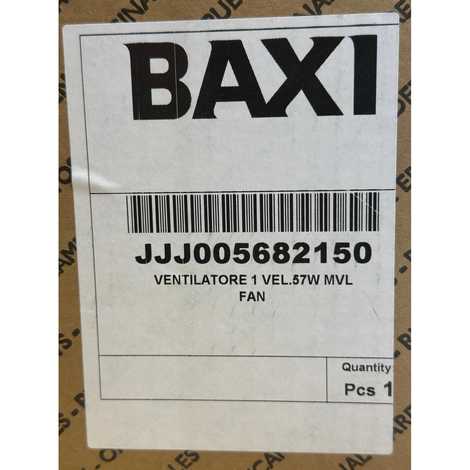 BAXI
JJJ005682150
VENTILATORE 1 VEL.57W MVL
FAN
Quantity
Pcs 1